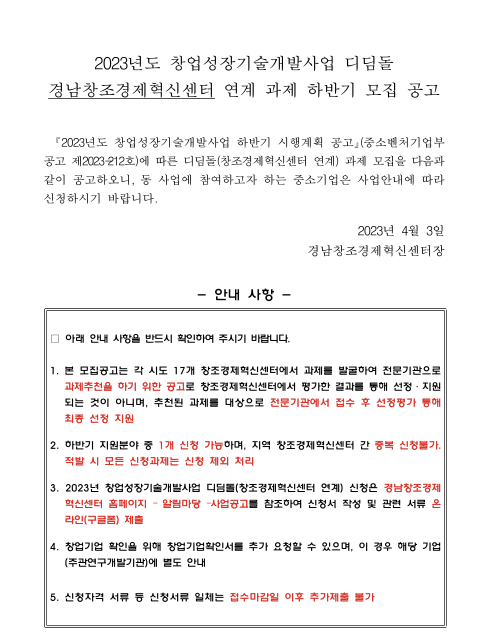 2023년도 창업성장기술개발사업 디딤돌
경남창조경제혁신센터 연계 과제 하반기 모집 공고
『2023년도 창업성장기술개발사업 하반기 시행계획 공고』(중소벤처기업부
공고 제2023-212호)에 따른 디딤돌(창조경제혁신센터 연계) 과제 모집을 다음과
같이 공고하오니, 동 사업에 참여하고자 하는 중소기업은 사업안내에 따라
신청하시기 바랍니다.
2023년 4월 3일
경남창조경제혁신센터장
- 안내 사항 -
□ 아래 안내 사항을 반드시 확인하여 주시기 바랍니다.
1. 본 모집공고는 각 시도 17개 창조경제혁신센터에서 과제를 발굴하여 전문기관으로
과제추천을 하기 위한 공고로 창조경제혁신센터에서 평가한 결과를 통해 선정·지원
되는 것이 아니며, 추천된 과제를 대상으로 전문기관에서 접수 후 선정평가 통해
최종 선정 지원
2. 하반기 지원분야 중 1개 신청 가능하며, 지역 창조경제혁신센터 간 중복 신청불가.
적발 시 모든 신청과제는 신청 제외 처리
3. 2023년 창업성장기술개발사업 디딤돌(창조경제혁신센터 연계) 신청은 경남창조경제
혁신센터 홈페이지 - 알림마당 -사업공고를 참조하여 신청서 작성 및 관련 서류 온
라인(구글폼) 제출
4. 창업기업 확인을 위해 창업기업확인서를 추가 요청할 수 있으며, 이 경우 해당 기업
(주관연구개발기관)에 별도 안내
5. 신청자격 서류 등 신청서류 일체는 접수마감일 이후 추가제출 불가